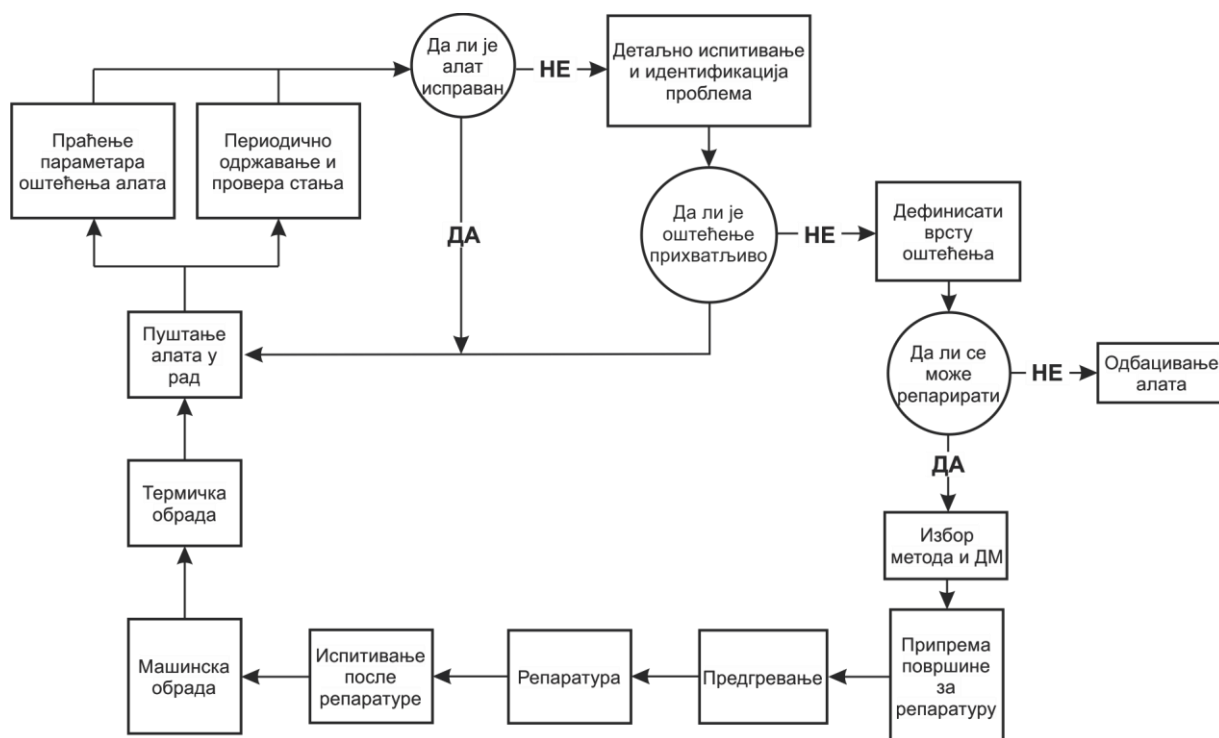 Да ли је
алат
исправан
НЕ
Детаљно испитивање
и идентификација
проблема
Праћење
параметара
оштећења алата
Периодично
одржавање и
провера стања
ДА
Да ли је
оштећење
прихватљиво
НЕ
Дефинисати
врсту
оштећења
Пуштање
алата у
рад
Да ли се
може
репарирати
НЕ
Одбацивање
алата
ДА
Термичка
обрада
Избор
метода и ДМ
Машинска
обрада
Испитивање
после
репаратуре
Репаратура
Предгревање
Припрема
површине
за
репаратуру